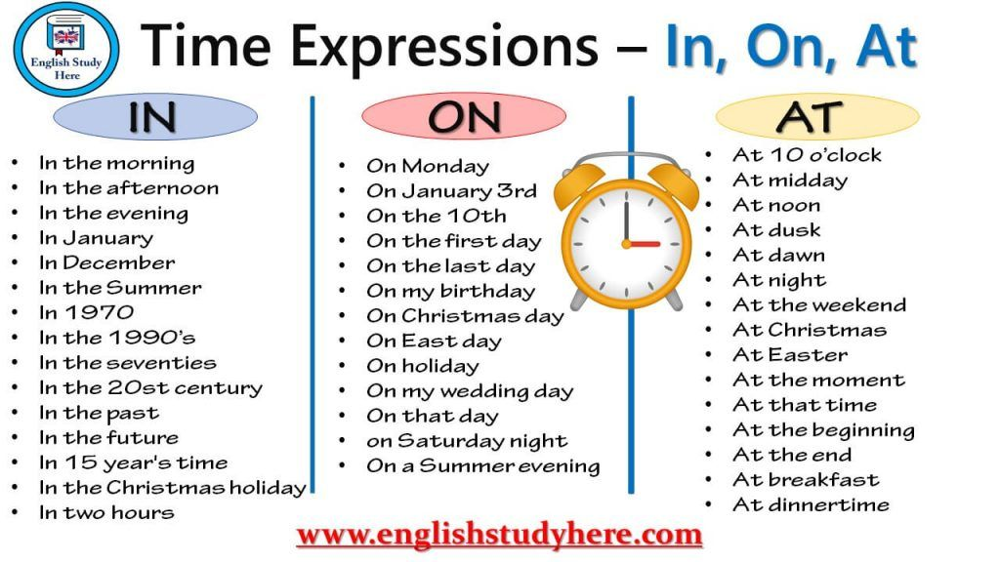 English Study
Here
Time Expressions – In, On, At
IN
• In the morning
• In the afternoon
• In the evening
• In January
• In December
• In the Summer
• In 1970
• In the 1990's
• In the seventies
• In the 20st century
• In the past
• In the future
• In 15 year's time
• In the Christmas holiday
• In two hours
ON
• On Monday
• On January 3rd
• On the 10th
• On the first day
• On the last day
• On my birthday
• On Christmas day
• On East day
• On holiday
• On my wedding day
• On that day
• on Saturday night
• On a Summer evening
AT
• At 10 o'clock
• At midday
• At noon
• At dusk
• At dawn
• At night
• At the weekend
• At Christmas
• At Easter
• At the moment
• At that time
• At the beginning
• At the end
• At breakfast
• At dinnertime
www.englishstudyhere.com